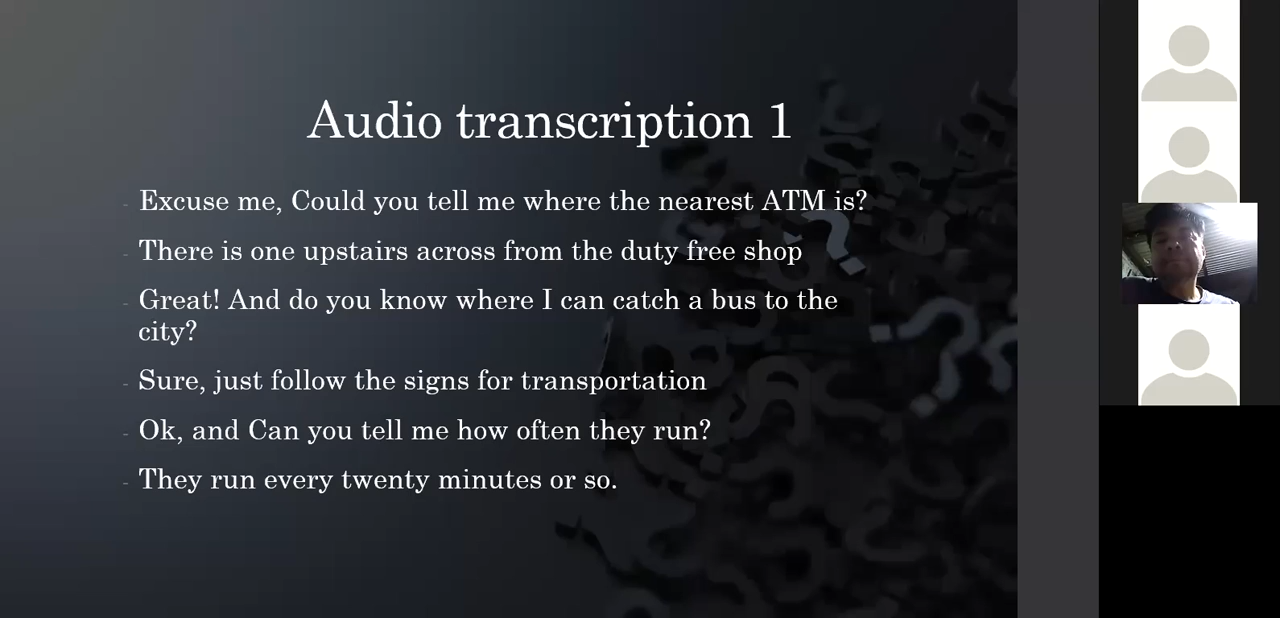 Audio transcription 1
- Excuse me, Could you tell me where the nearest ATM is?
- There is one upstairs across from the duty free shop
- Great! And do you know where I can catch a bus to the
city?
- Sure, just follow the signs for transportation
- Ok, and Can you tell me how often they run?
- They run every twenty minutes or so.